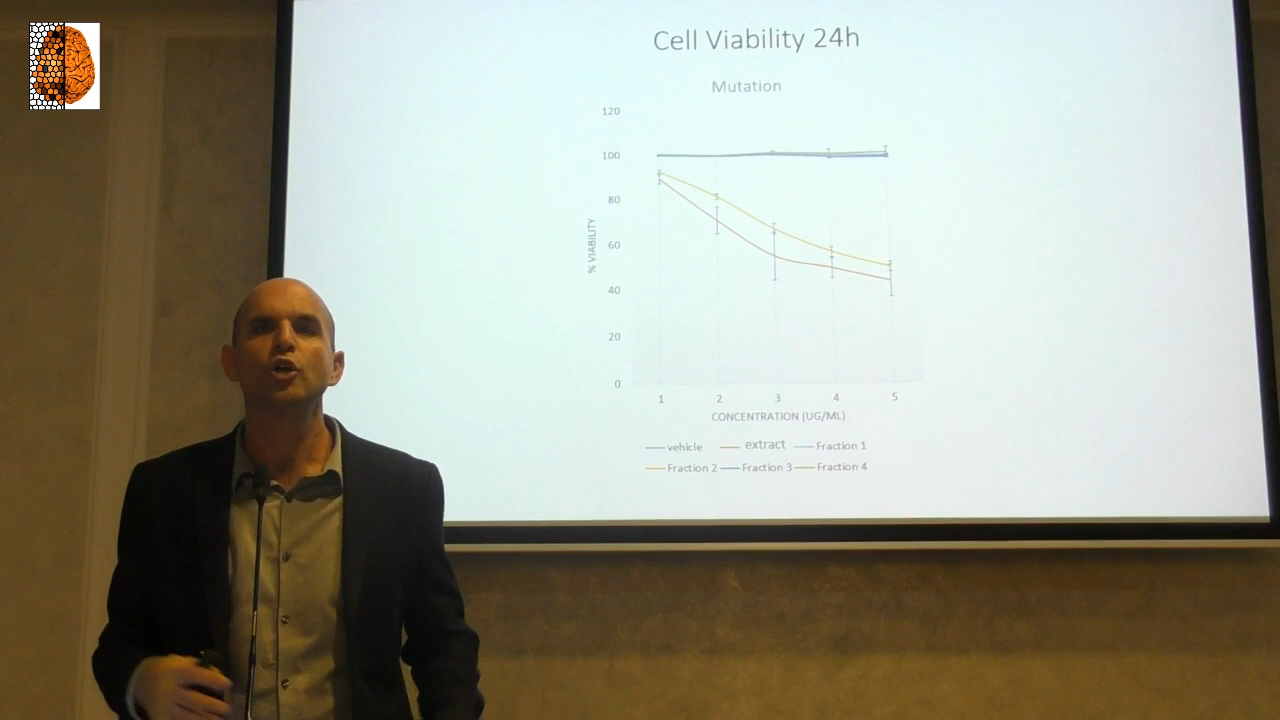 Cell Viability 24h
Mutation
120
100
80
60
40
20
0
% VIABILITY
1 2 3 4 5
CONCENTRATION (UG/ML)
vehicle extract Fraction 1
Fraction 2 Fraction 3 Fraction 4